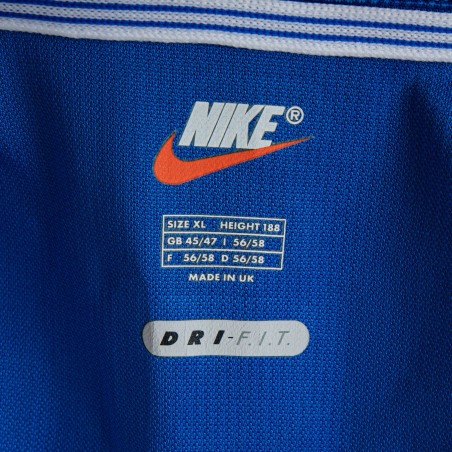 NIKE®
SIZE XL HEIGHT 188
GB 45/47 I 56/58
F 56/58 D 56/58
MADE IN UK
DRI-F.I.T.